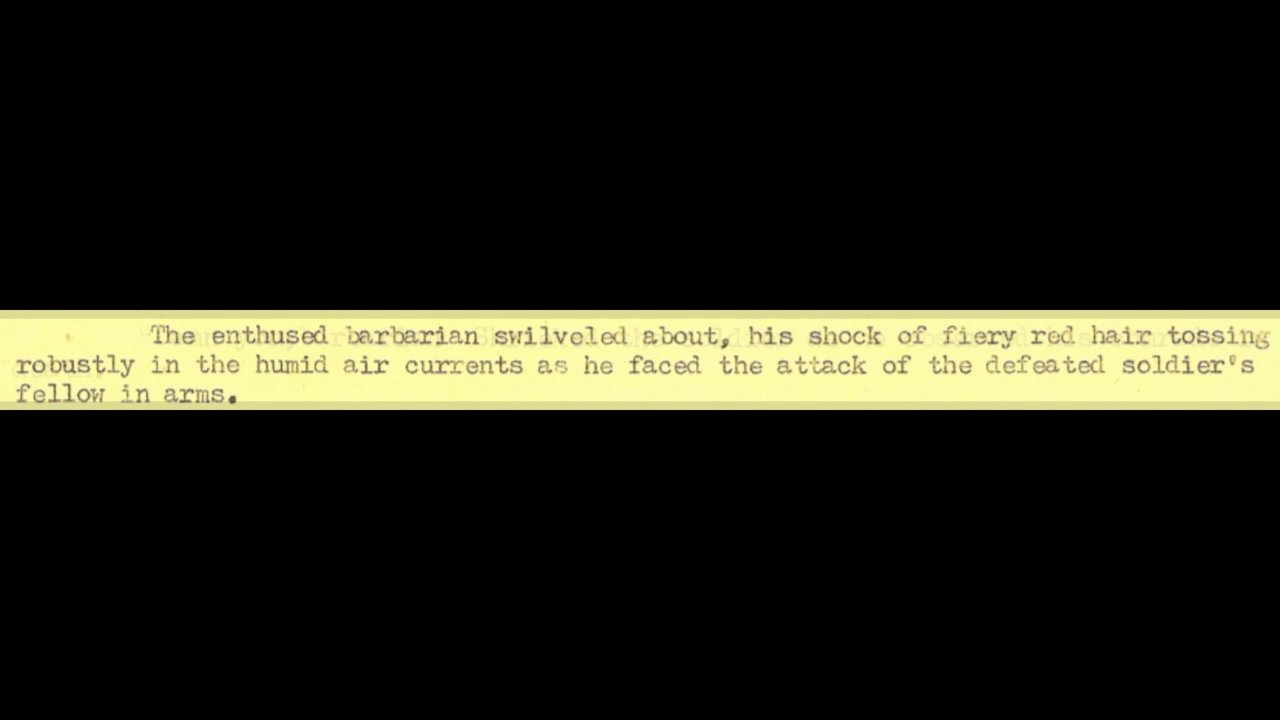 The enthused barbarian swilveled about, his shock of fiery red hair tossing
robustly in the humid air currents as he faced the attack of the defeated soldier's
fellow in arms.